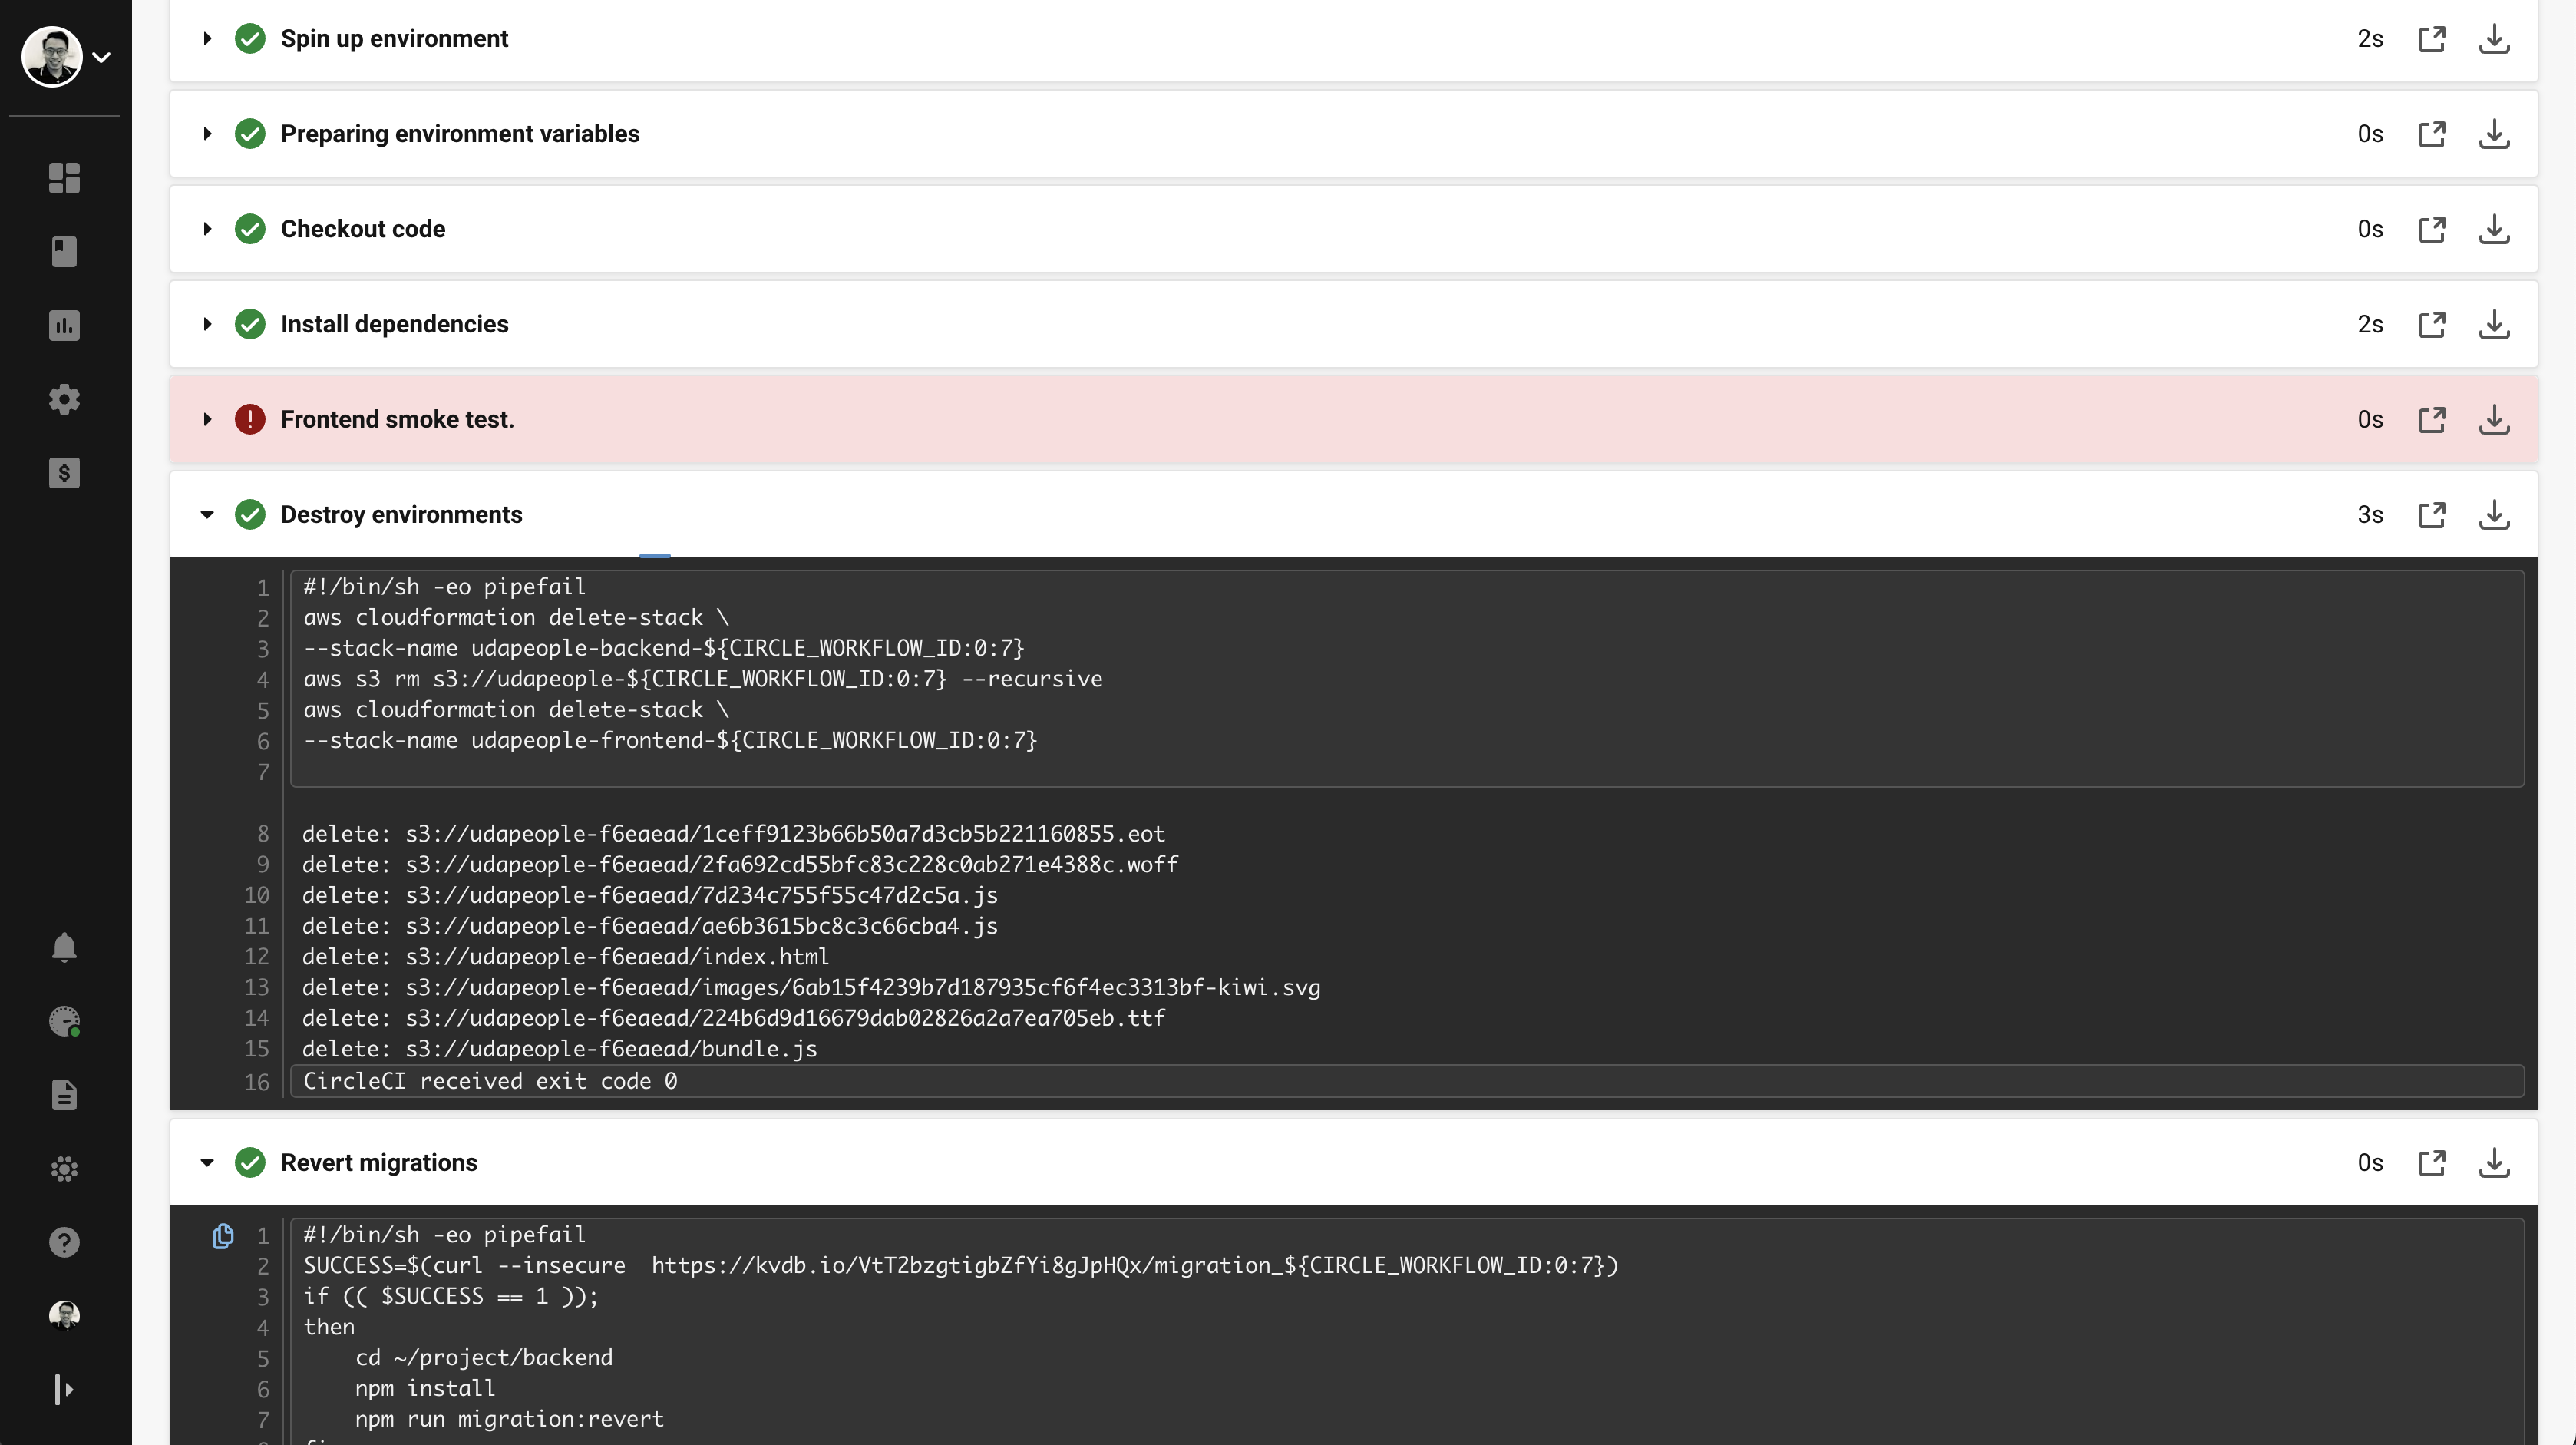 Spin up environment 2s
Preparing environment variables 0s
Checkout code 0s
Install dependencies 2s
Frontend smoke test. 0s
Destroy environments 3s
1 #!/bin/sh -eo pipefail
2 aws cloudformation delete-stack \
3 --stack-name udapeople-backend-${CIRCLE_WORKFLOW_ID:0:7}
4 aws s3 rm s3://udapeople-${CIRCLE_WORKFLOW_ID:0:7} --recursive
5 aws cloudformation delete-stack \
6 --stack-name udapeople-frontend-${CIRCLE_WORKFLOW_ID:0:7}
7
8 delete: s3://udapeople-f6eaead/1ceff9123b66b50a7d3cb5b221160855.eot
9 delete: s3://udapeople-f6eaead/2fa692cd55bfc83c228c0ab271e4388c.woff
10 delete: s3://udapeople-f6eaead/7d234c755f55c47d2c5a.js
11 delete: s3://udapeople-f6eaead/ae6b3615bc8c3c66cba4.js
12 delete: s3://udapeople-f6eaead/index.html
13 delete: s3://udapeople-f6eaead/images/6ab15f4239b7d187935cf6f4ec3313bf-kiwi.svg
14 delete: s3://udapeople-f6eaead/224b6d9d16679dab02826a2a7ea705eb.ttf
15 delete: s3://udapeople-f6eaead/bundle.js
16 CircleCI received exit code 0
Revert migrations 0s
1 #!/bin/sh -eo pipefail
2 SUCCESS=$(curl --insecure  https://kvdb.io/VtT2bzgtigbZfYi8gJpHQx/migration_${CIRCLE_WORKFLOW_ID:0:7})
3 if (( $SUCCESS == 1 ));
4 then
5     cd ~/project/backend
6     npm install
7     npm run migration:revert